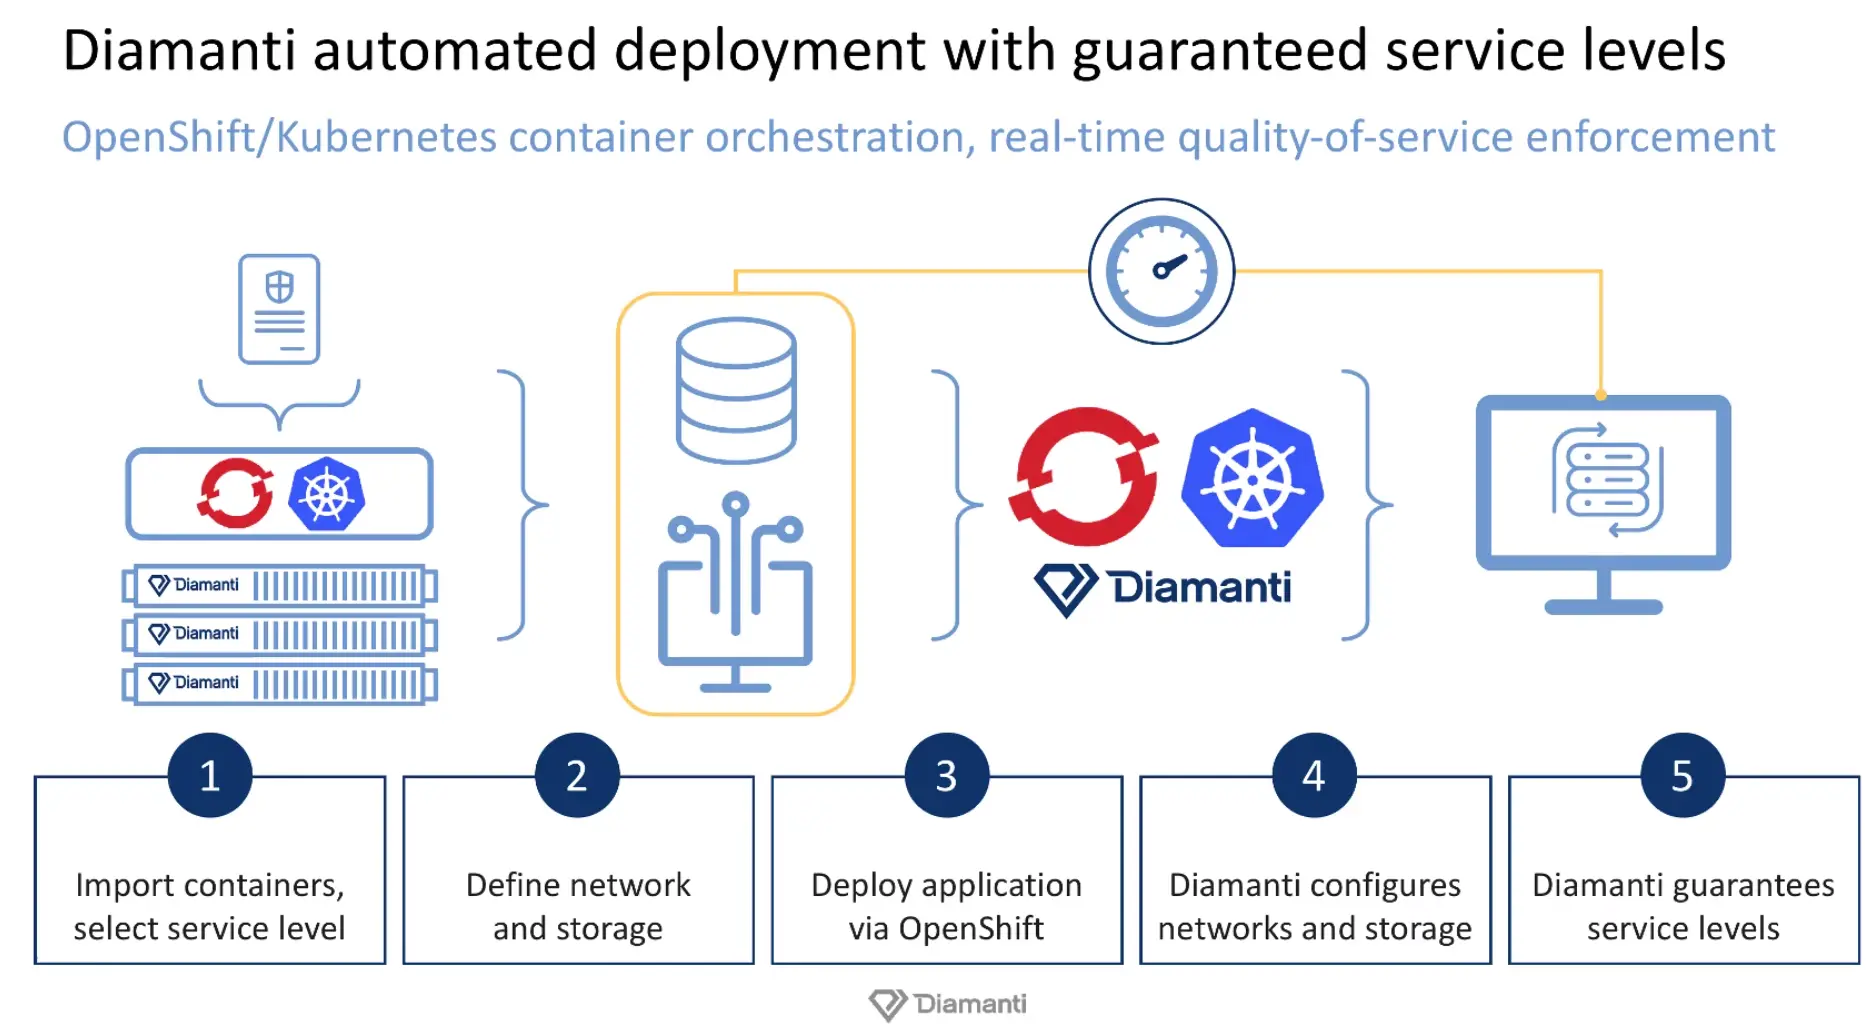 Diamanti automated deployment with guaranteed service levels
OpenShift/Kubernetes container orchestration, real-time quality-of-service enforcement
Diamanti
Diamanti
Diamanti
Diamanti
1
Import containers,
select service level
2
Define network
and storage
3
Deploy application
via OpenShift
4
Diamanti configures
networks and storage
5
Diamanti guarantees
service levels
Diamanti